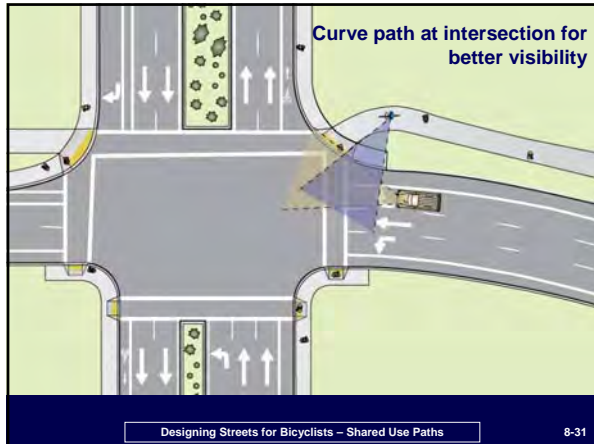 Curve path at intersection for
better visibility
Designing Streets for Bicyclists – Shared Use Paths
8-31